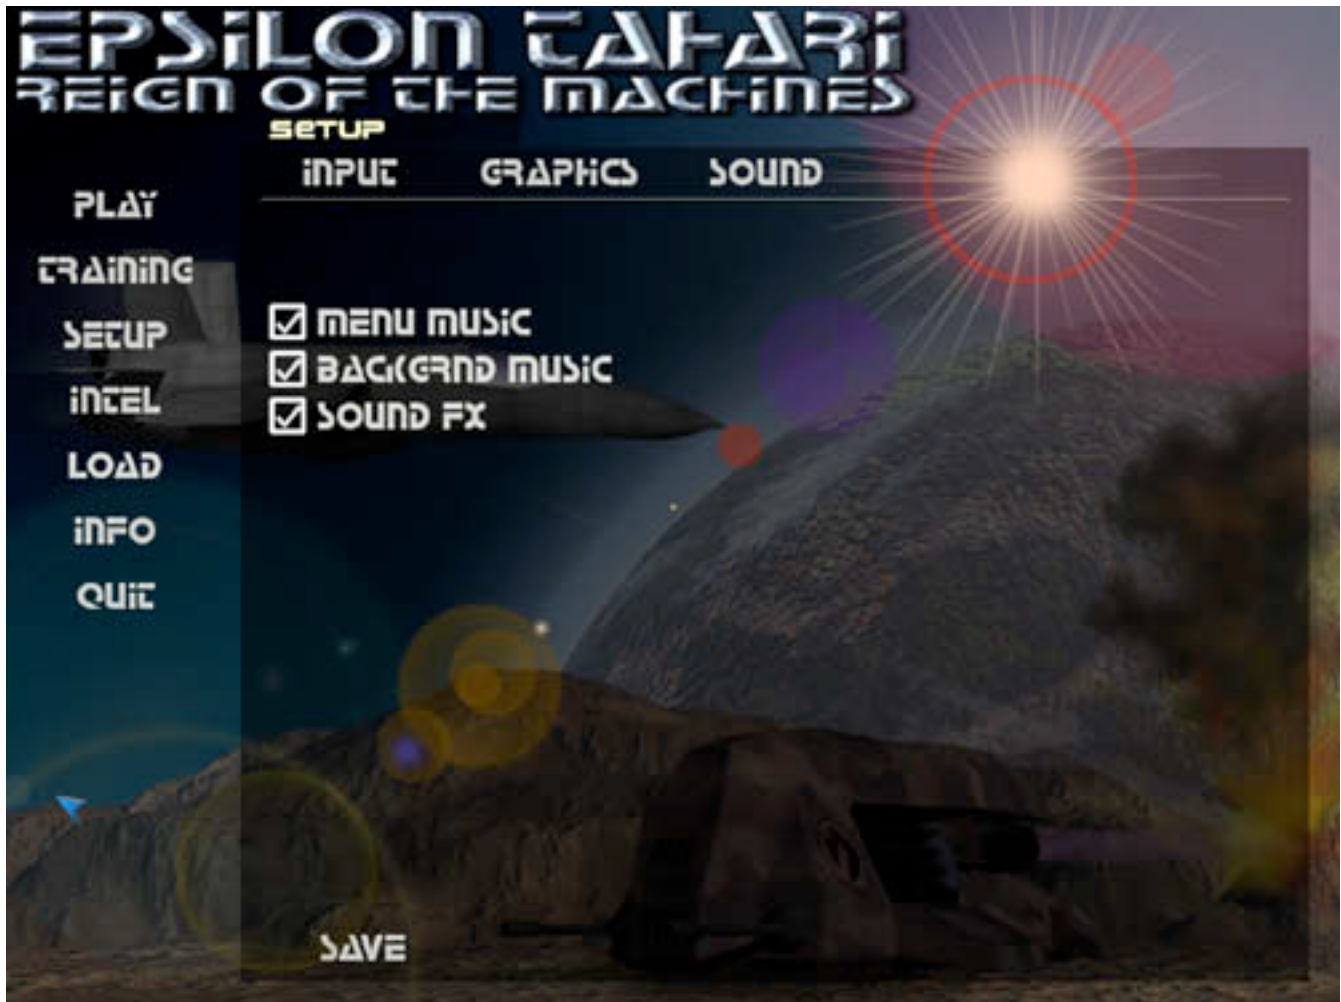 EPSiLON TAHARi
REiGN OF THE MACHiNES
SETUP
iNPUT GRAPHiCS SOUND
PLAY
TRAiNiNG
SETUP
iNTEL
LOAD
iNFO
QUiT
MENU MUSiC
BACKGRND MUSiC
SOUND FX
SAVE